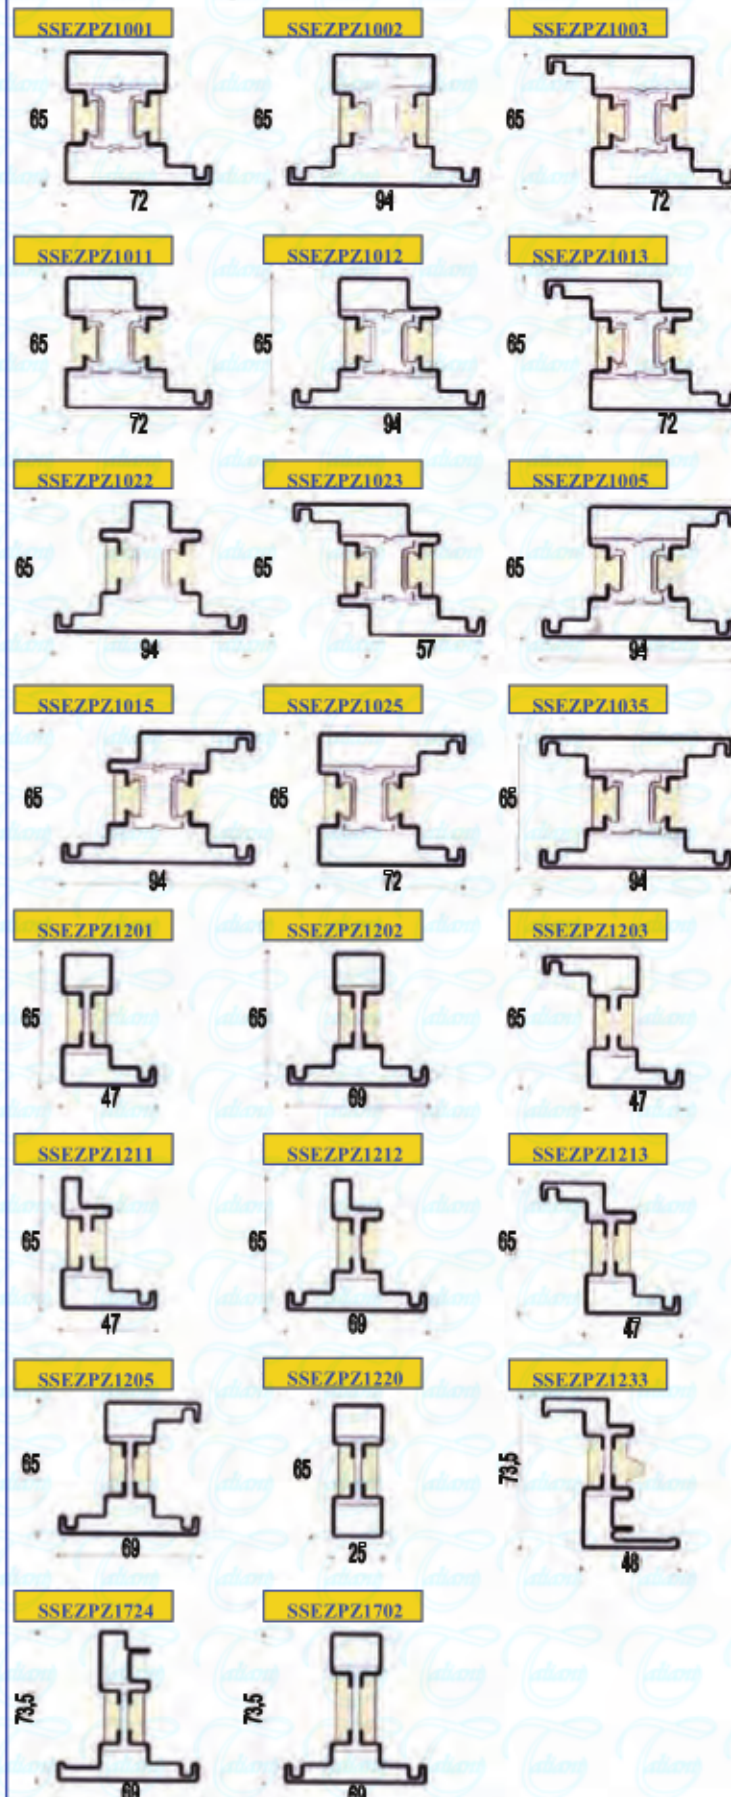 SSEZPZ1001 SSEZPZ1002 SSEZPZ1003
65 65 65
72 94 72
SSEZPZ1011 SSEZPZ1012 SSEZPZ1013
65 65 65
72 94 72
SSEZPZ1022 SSEZPZ1023 SSEZPZ1005
65 65 65
94 57 94
SSEZPZ1015 SSEZPZ1025 SSEZPZ1035
65 65 65
94 72 94
SSEZPZ1201 SSEZPZ1202 SSEZPZ1203
65 65 65
47 69 47
SSEZPZ1211 SSEZPZ1212 SSEZPZ1213
65 65 65
47 69 47
SSEZPZ1205 SSEZPZ1220 SSEZPZ1233
65 65 73,5
69 25 48
SSEZPZ1724 SSEZPZ1702
73,5 73,5
69 69